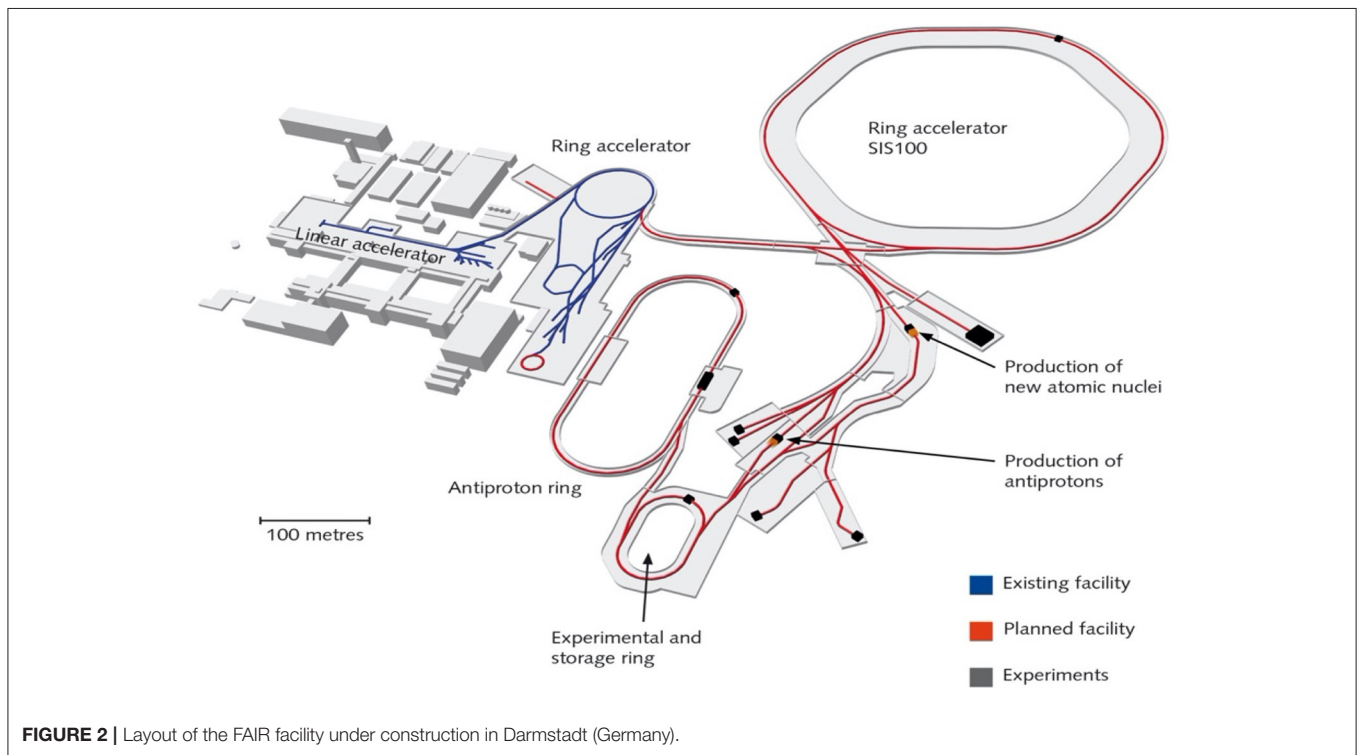 Ring accelerator
SIS100
Ring accelerator
Linear accelerator
Production of
new atomic nuclei
Production of
antiprotons
Antiproton ring
100 metres
Experimental and
storage ring
Existing facility
Planned facility
Experiments
FIGURE 2 | Layout of the FAIR facility under construction in Darmstadt (Germany).